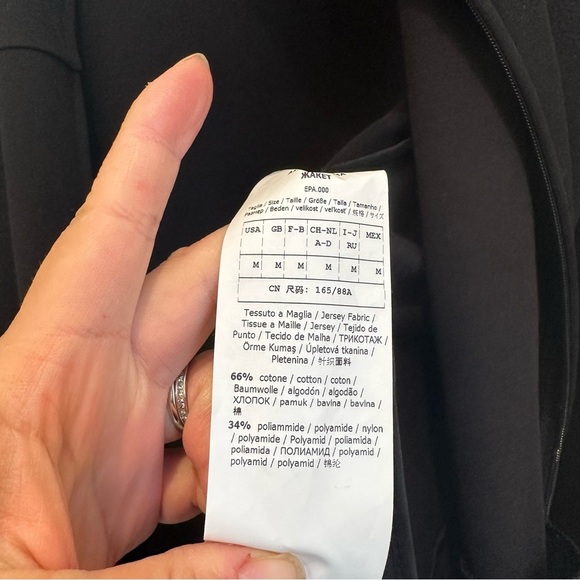 ЖАКЕТ
EPA.000
Taglia / Size / Taille / Größe / Talla / Tamanho /
Размер / Beden / velikost / veľkosť / 规格 / サイズ
USA GB F-B CH-NL I-J MEX
A-D RU
M M M M M M
CN 尺码: 165/88A
Tessuto a Maglia / Jersey Fabric /
Tissue a Maille / Jersey / Tejido de
Punto / Tecido de Malha / ТРИКОТАЖ /
Örme Kumaş / Úpletová tkanina /
Pletenina / 针织面料
66% cotone / cotton / coton /
Baumwolle / algodón / algodão /
ХЛОПОК / pamuk / bavlna / bavlna /
棉
34% poliammide / polyamide / nylon
/ polyamide / Polyamid / poliamida /
poliamida / ПОЛИАМИД / polyamid /
polyamid / polyamid / 锦纶